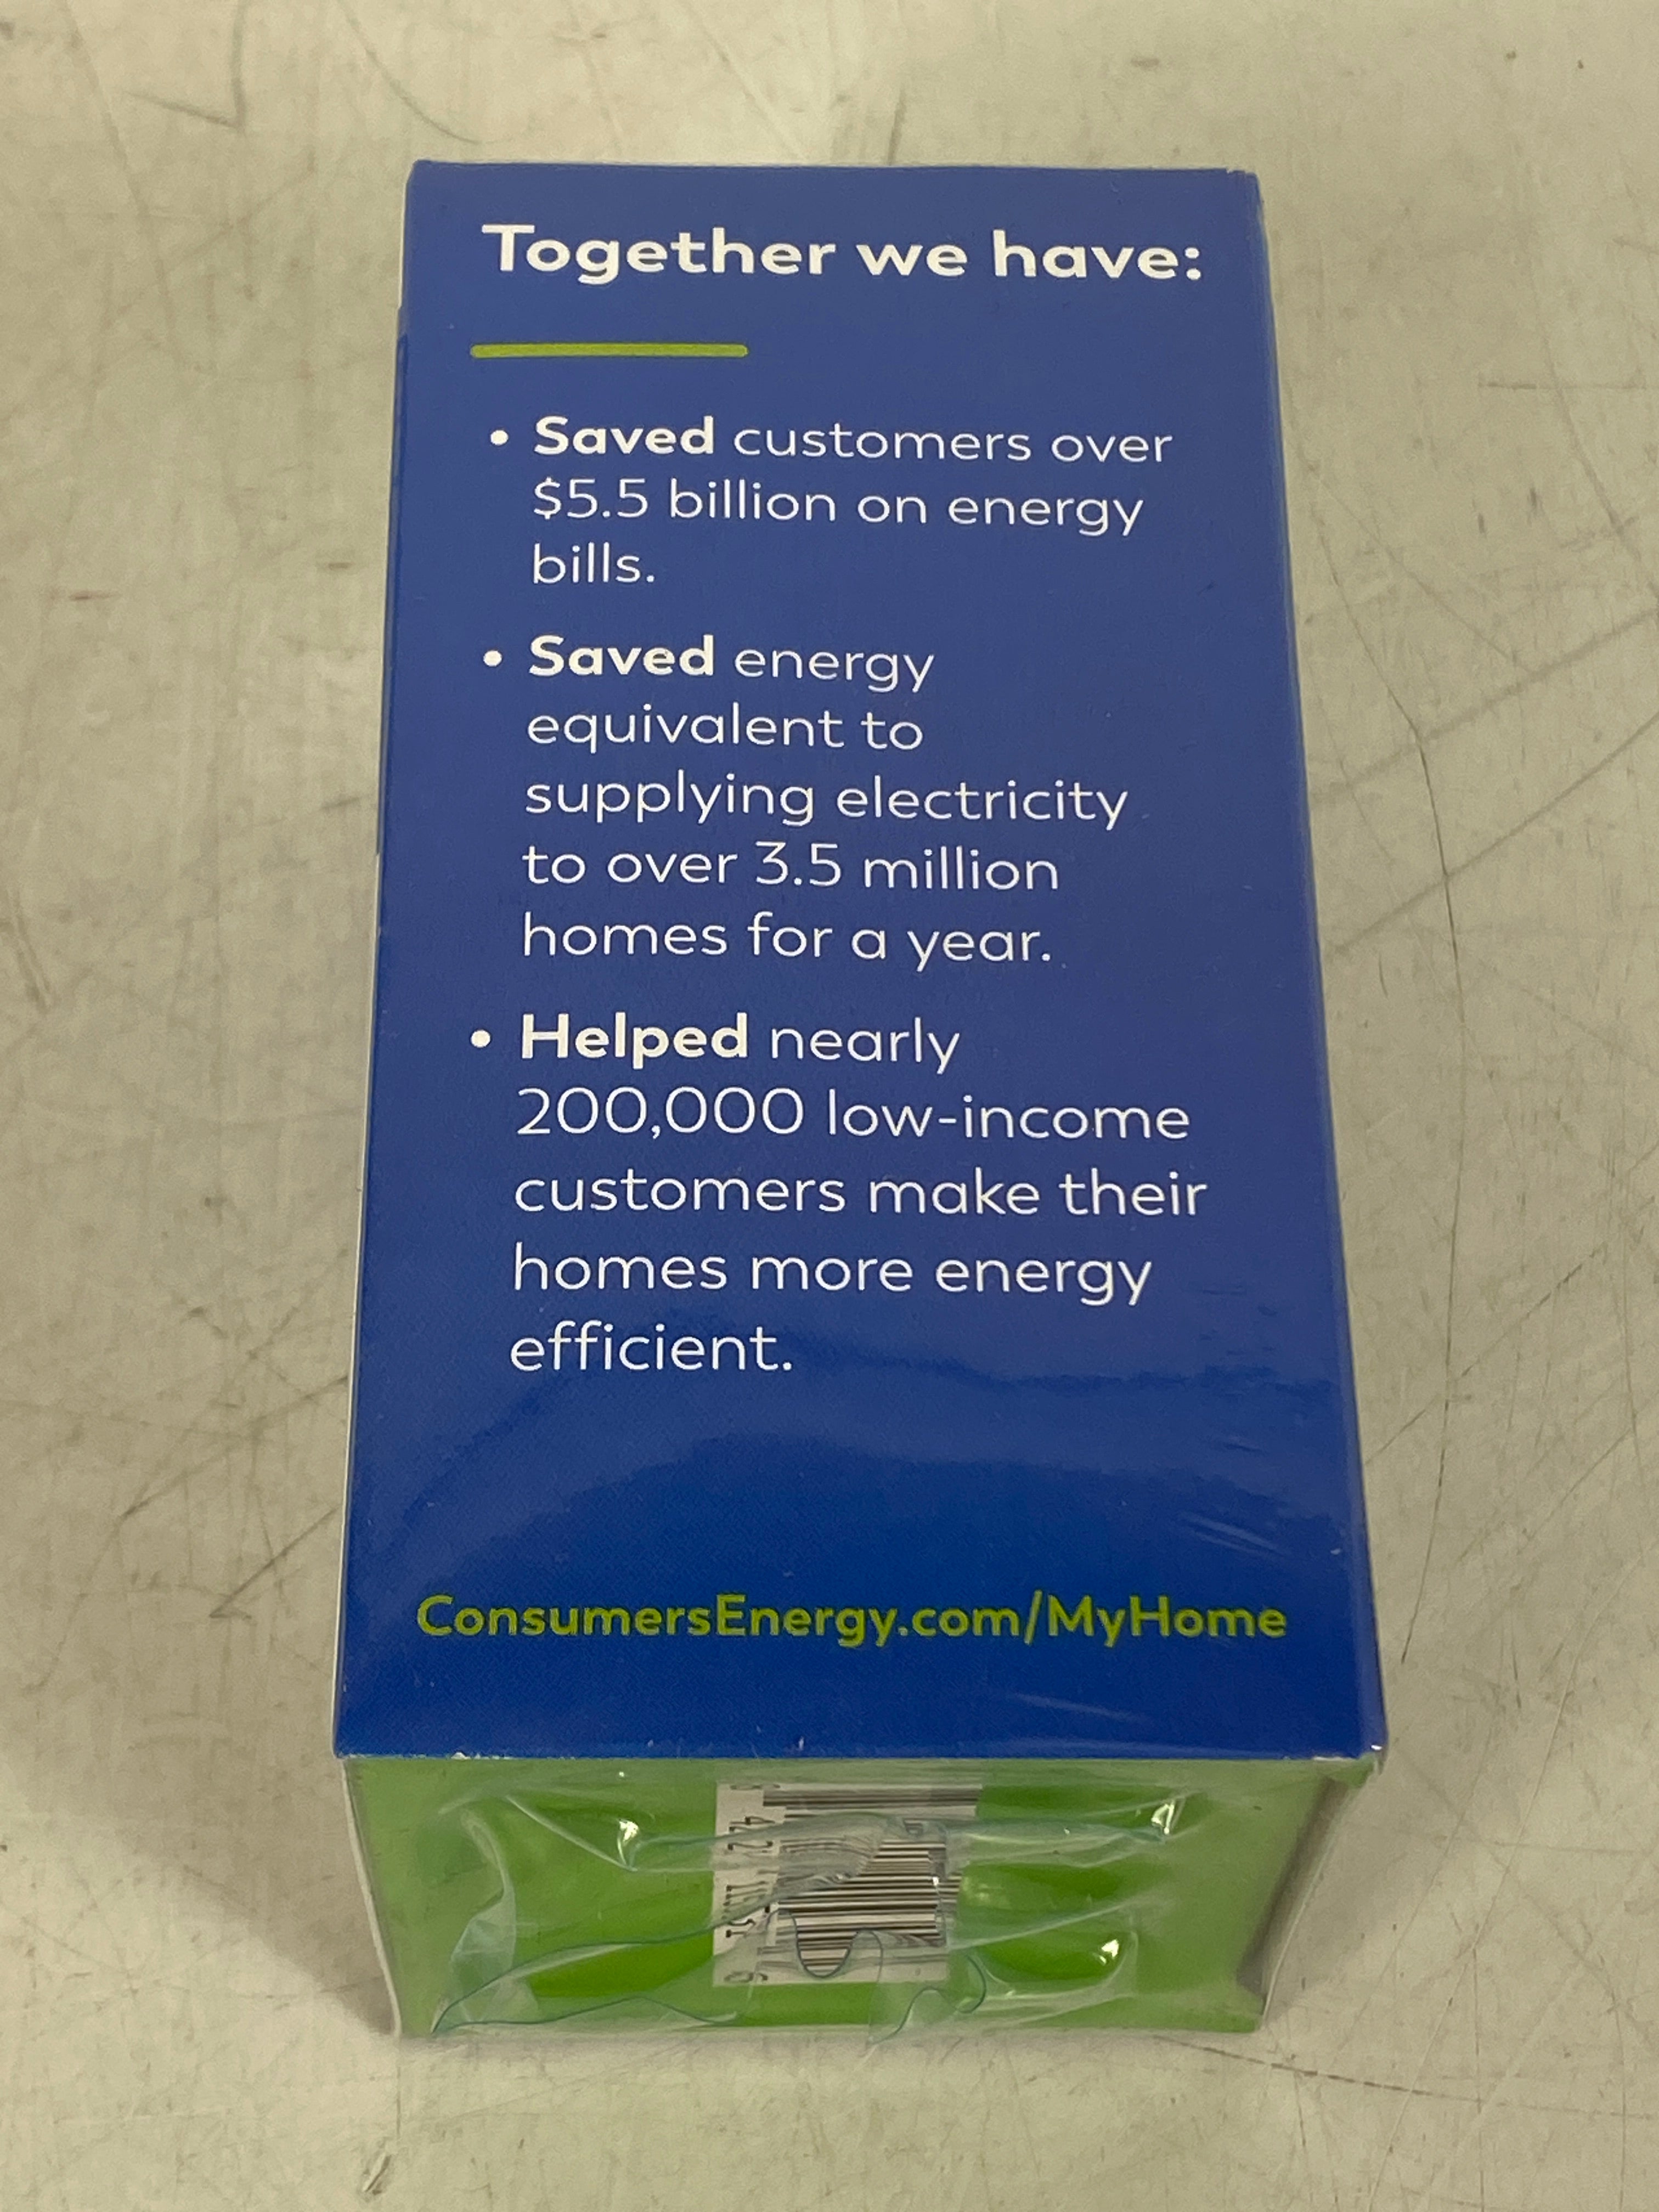 Together we have:
• Saved customers over
$5.5 billion on energy
bills.
• Saved energy
equivalent to
supplying electricity
to over 3.5 million
homes for a year.
• Helped nearly
200,000 low-income
customers make their
homes more energy
efficient.
ConsumersEnergy.com/MyHome